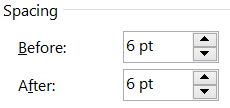 Spacing
Before: 6 pt
After: 6 pt